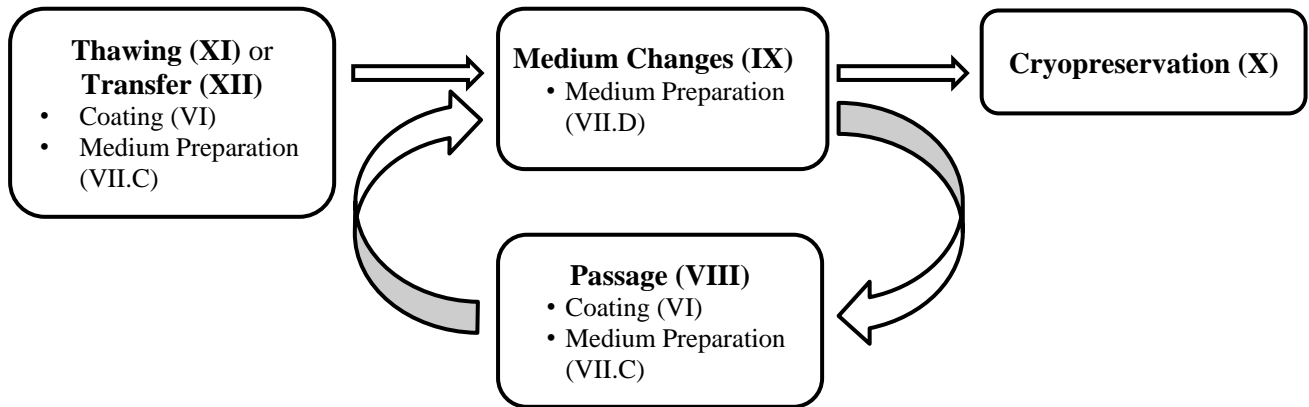 Thawing (XI) or
Transfer (XII)
• Coating (VI)
• Medium Preparation
(VII.C)
Medium Changes (IX)
• Medium Preparation
(VII.D)
Cryopreservation (X)
Passage (VIII)
• Coating (VI)
• Medium Preparation
(VII.C)